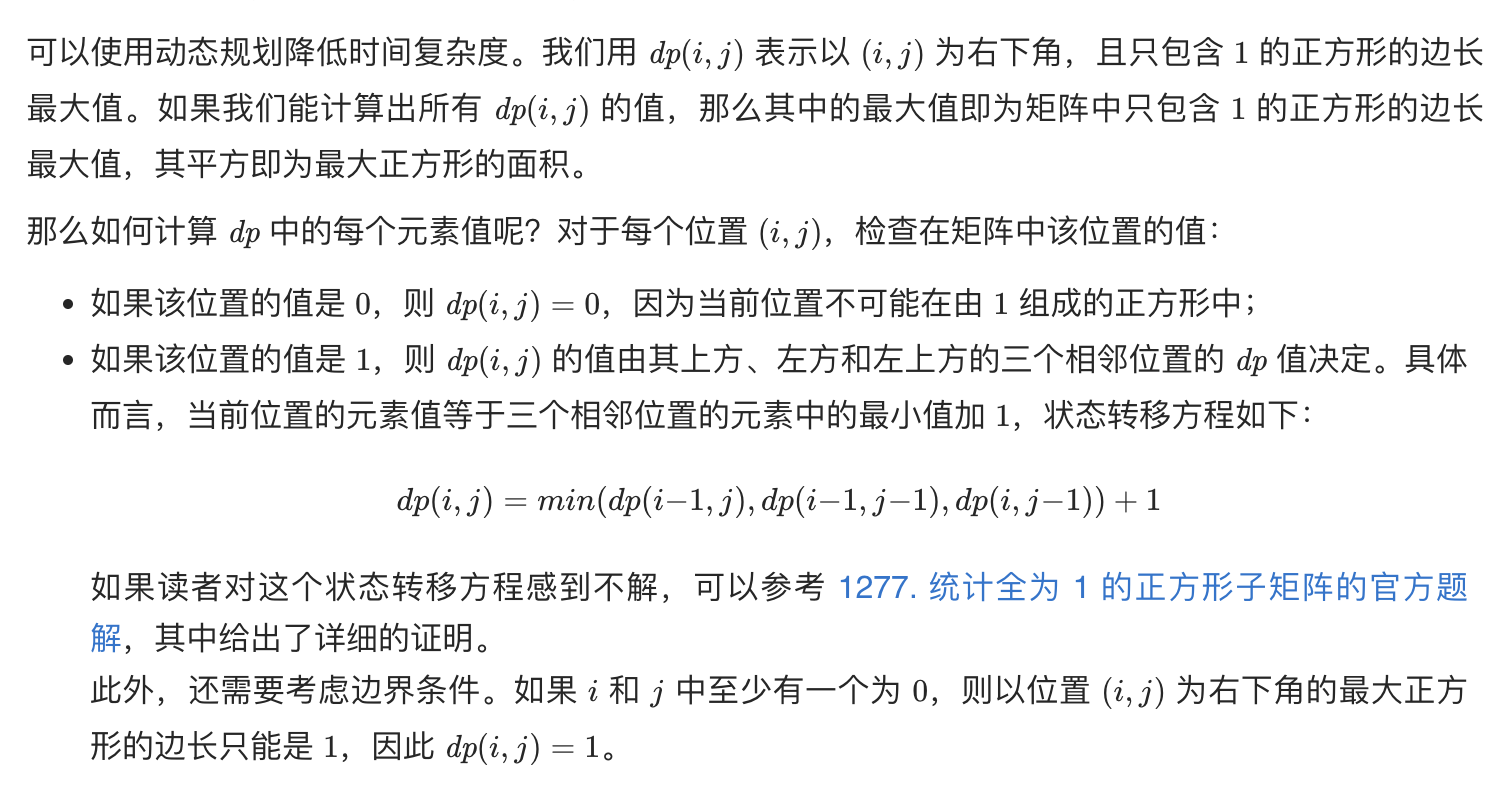 可以使用动态规划降低时间复杂度。我们用 dp(i, j) 表示以 (i, j) 为右下角，且只包含 1 的正方形的边长
最大值。如果我们能计算出所有 dp(i, j) 的值，那么其中的最大值即为矩阵中只包含 1 的正方形的边长
最大值，其平方即为最大正方形的面积。
那么如何计算 dp 中的每个元素值呢？对于每个位置 (i, j)，检查在矩阵中该位置的值：
• 如果该位置的值是 0，则 dp(i, j) = 0，因为当前位置不可能在由 1 组成的正方形中；
• 如果该位置的值是 1，则 dp(i, j) 的值由其上方、左方和左上方的三个相邻位置的 dp 值决定。具体
而言，当前位置的元素值等于三个相邻位置的元素中的最小值加 1，状态转移方程如下：
dp(i, j) = min(dp(i−1, j), dp(i−1, j−1), dp(i, j−1)) + 1
如果读者对这个状态转移方程感到不解，可以参考 1277. 统计全为 1 的正方形子矩阵的官方题
解，其中给出了详细的证明。
此外，还需要考虑边界条件。如果 i 和 j 中至少有一个为 0，则以位置 (i, j) 为右下角的最大正方
形的边长只能是 1，因此 dp(i, j) = 1。